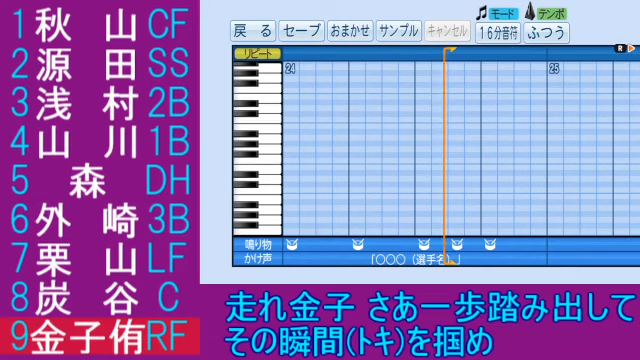 1秋山CF
2源田SS
3浅村2B
4山川1B
5森DH
6外崎3B
7栗山LF
8炭谷C
9金子侑RF
モード テンポ
戻る セーブ おまかせ サンプル キャンセル 16分音符 ふつう
リピート
R
24 25
鳴り物
かけ声 「○○○(選手名)」
走れ金子 さあ一歩踏み出して
その瞬間(ﾄｷ)を掴め